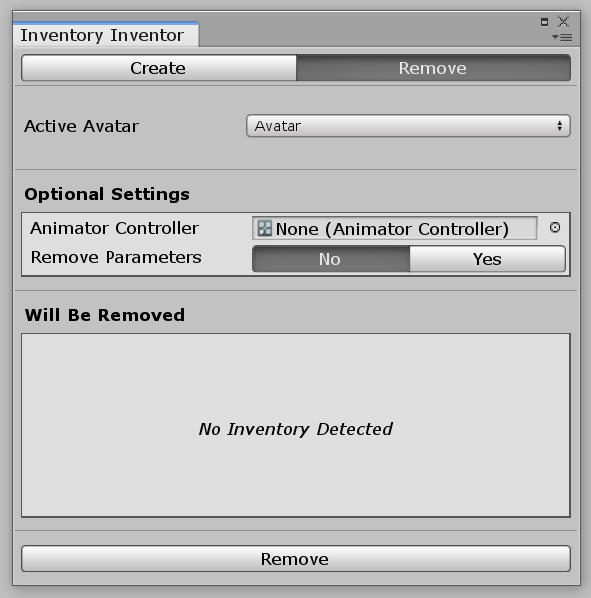 Inventory Inventor
Create Remove
Active Avatar Avatar
Optional Settings
Animator Controller None (Animator Controller)
Remove Parameters No Yes
Will Be Removed
No Inventory Detected
Remove